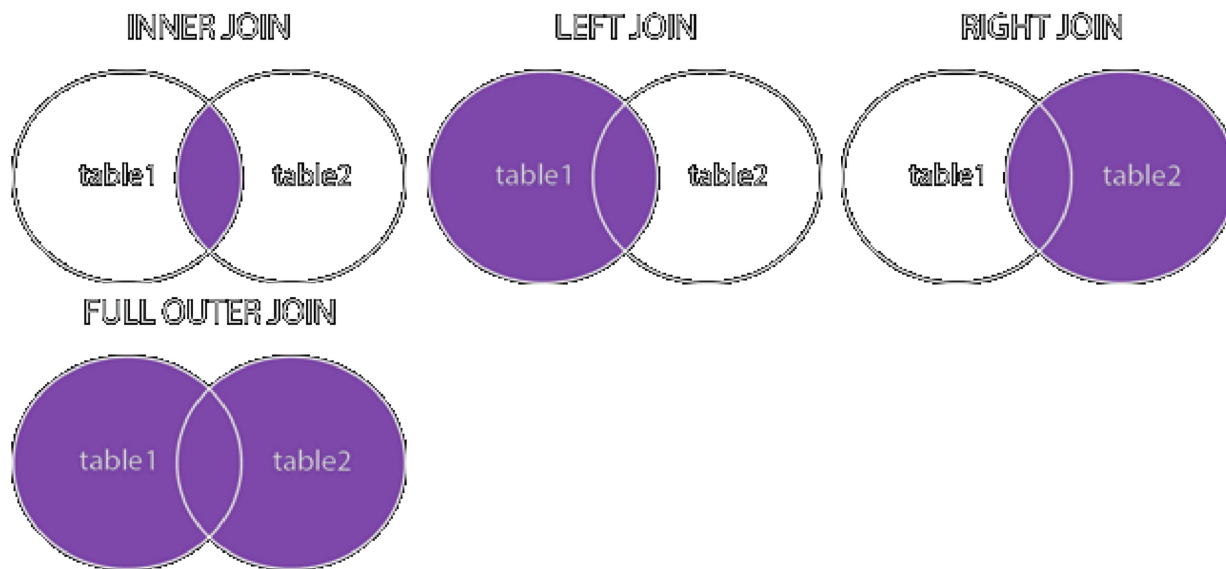 INNER JOIN
LEFT JOIN
RIGHT JOIN
table1
table2
table1
table2
table1
table2
FULL OUTER JOIN
table1
table2